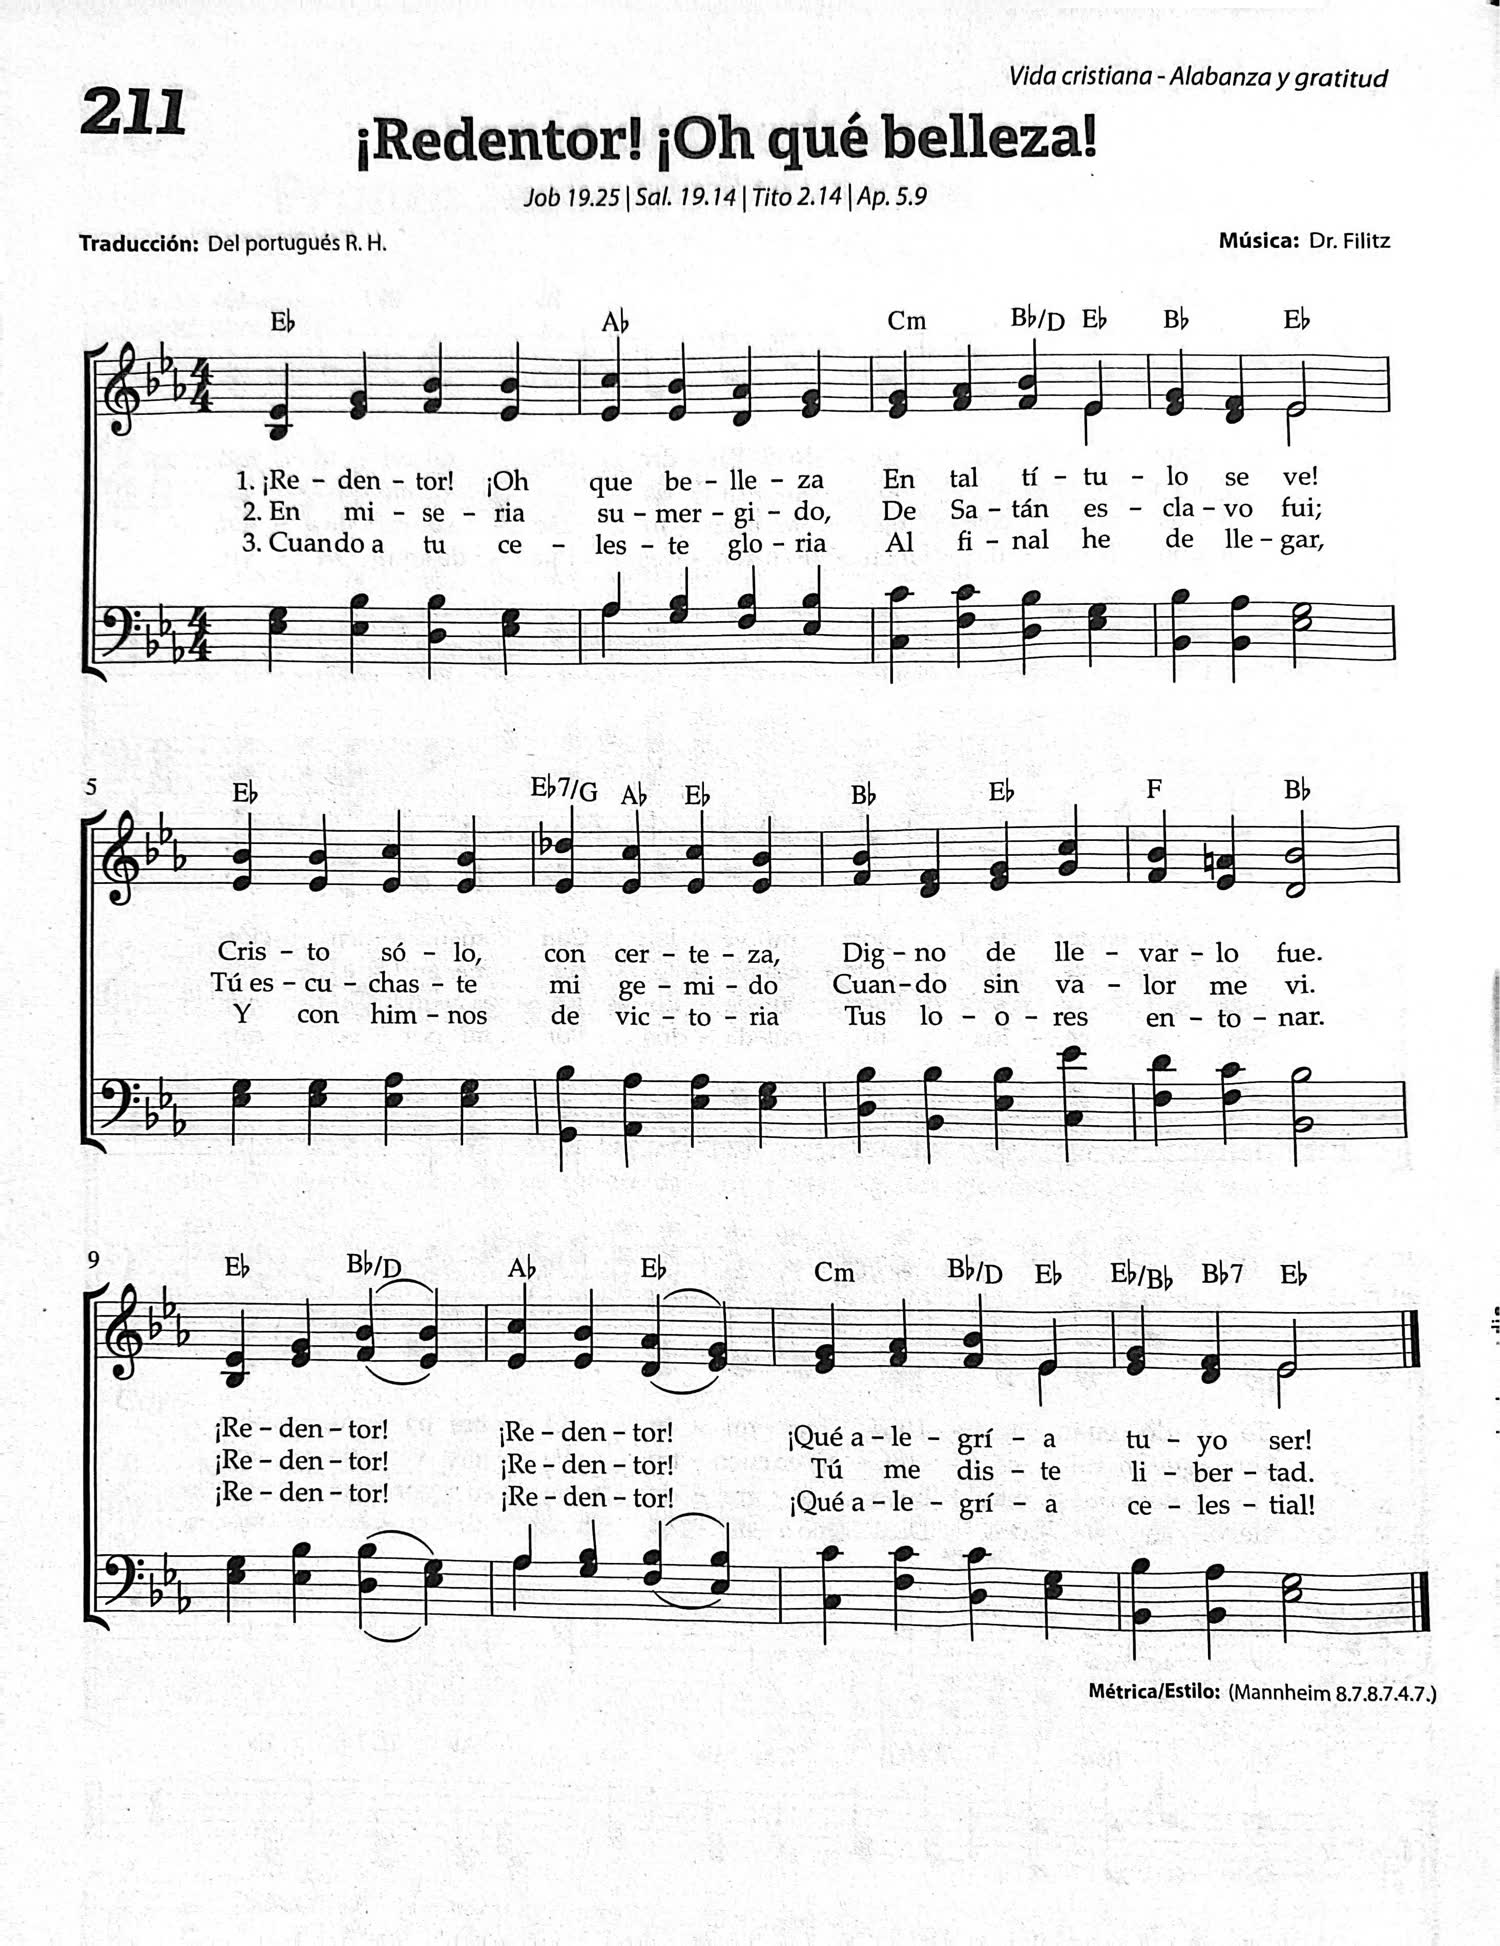 Vida cristiana - Alabanza y gratitud
211
¡Redentor! ¡Oh qué belleza!
Job 19.25 | Sal. 19.14 | Tito 2.14 | Ap. 5.9
Traducción: Del portugués R. H.
Música: Dr. Filitz
E♭ A♭ Cm B♭/D E♭ B♭ E♭
1. ¡Re – den – tor! ¡Oh que be – lle – za En tal tí – tu – lo se ve!
2. En mi – se – ria su – mer – gi – do, De Sa – tán es – cla – vo fui;
3. Cuando a tu ce – les – te glo – ria Al fi – nal he de lle – gar,
5
E♭ E♭7/G A♭ E♭ B♭ E♭ F B♭
Cris – to só – lo, con cer – te – za, Dig – no de lle – var – lo fue.
Tú es – cu – chas – te mi ge – mi – do Cuan – do sin va – lor me vi.
Y con him – nos de vic – to – ria Tus lo – o – res en – to – nar.
9
E♭ B♭/D A♭ E♭ Cm B♭/D E♭ E♭/B♭ B♭7 E♭
¡Re – den – tor! ¡Re – den – tor! ¡Qué a – le – grí – a tu – yo ser!
¡Re – den – tor! ¡Re – den – tor! Tú me dis – te li – ber – tad.
¡Re – den – tor! ¡Re – den – tor! ¡Qué a – le – grí – a ce – les – tial!
Métrica/Estilo: (Mannheim 8.7.8.7.4.7.)